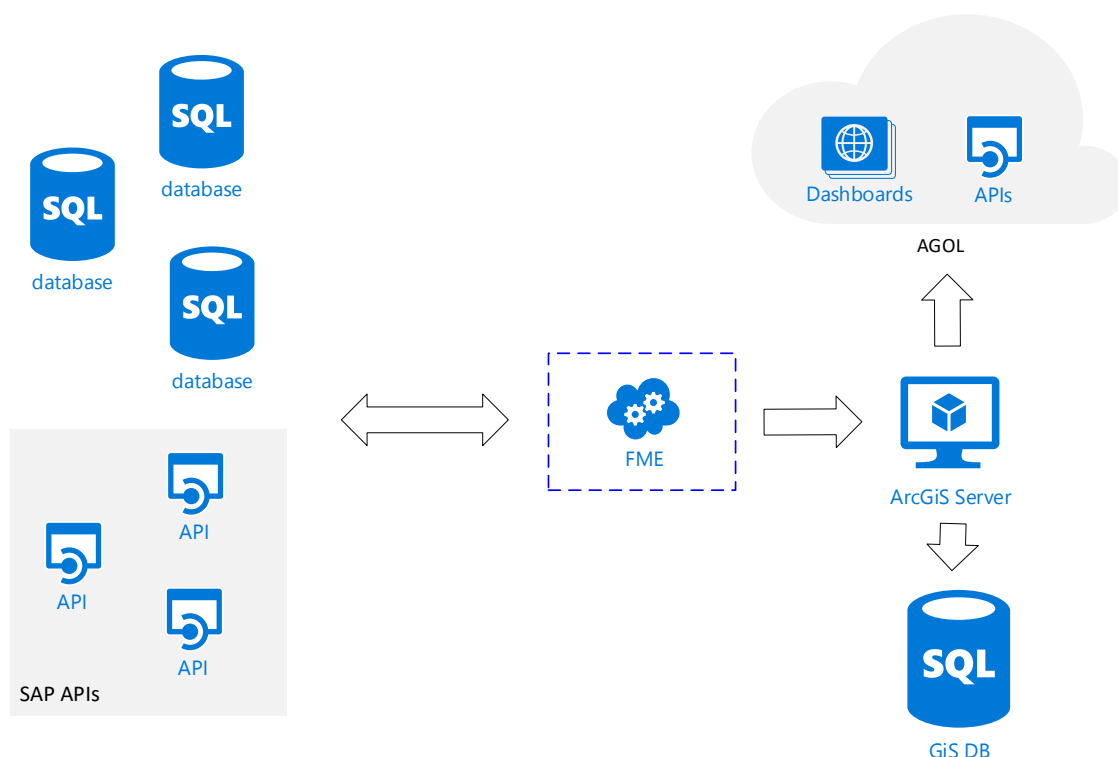 SQL
database
SQL
database
SQL
database
API
API
API
SAP APIs
FME
Dashboards
APIs
AGOL
ArcGiS Server
SQL
GiS DB